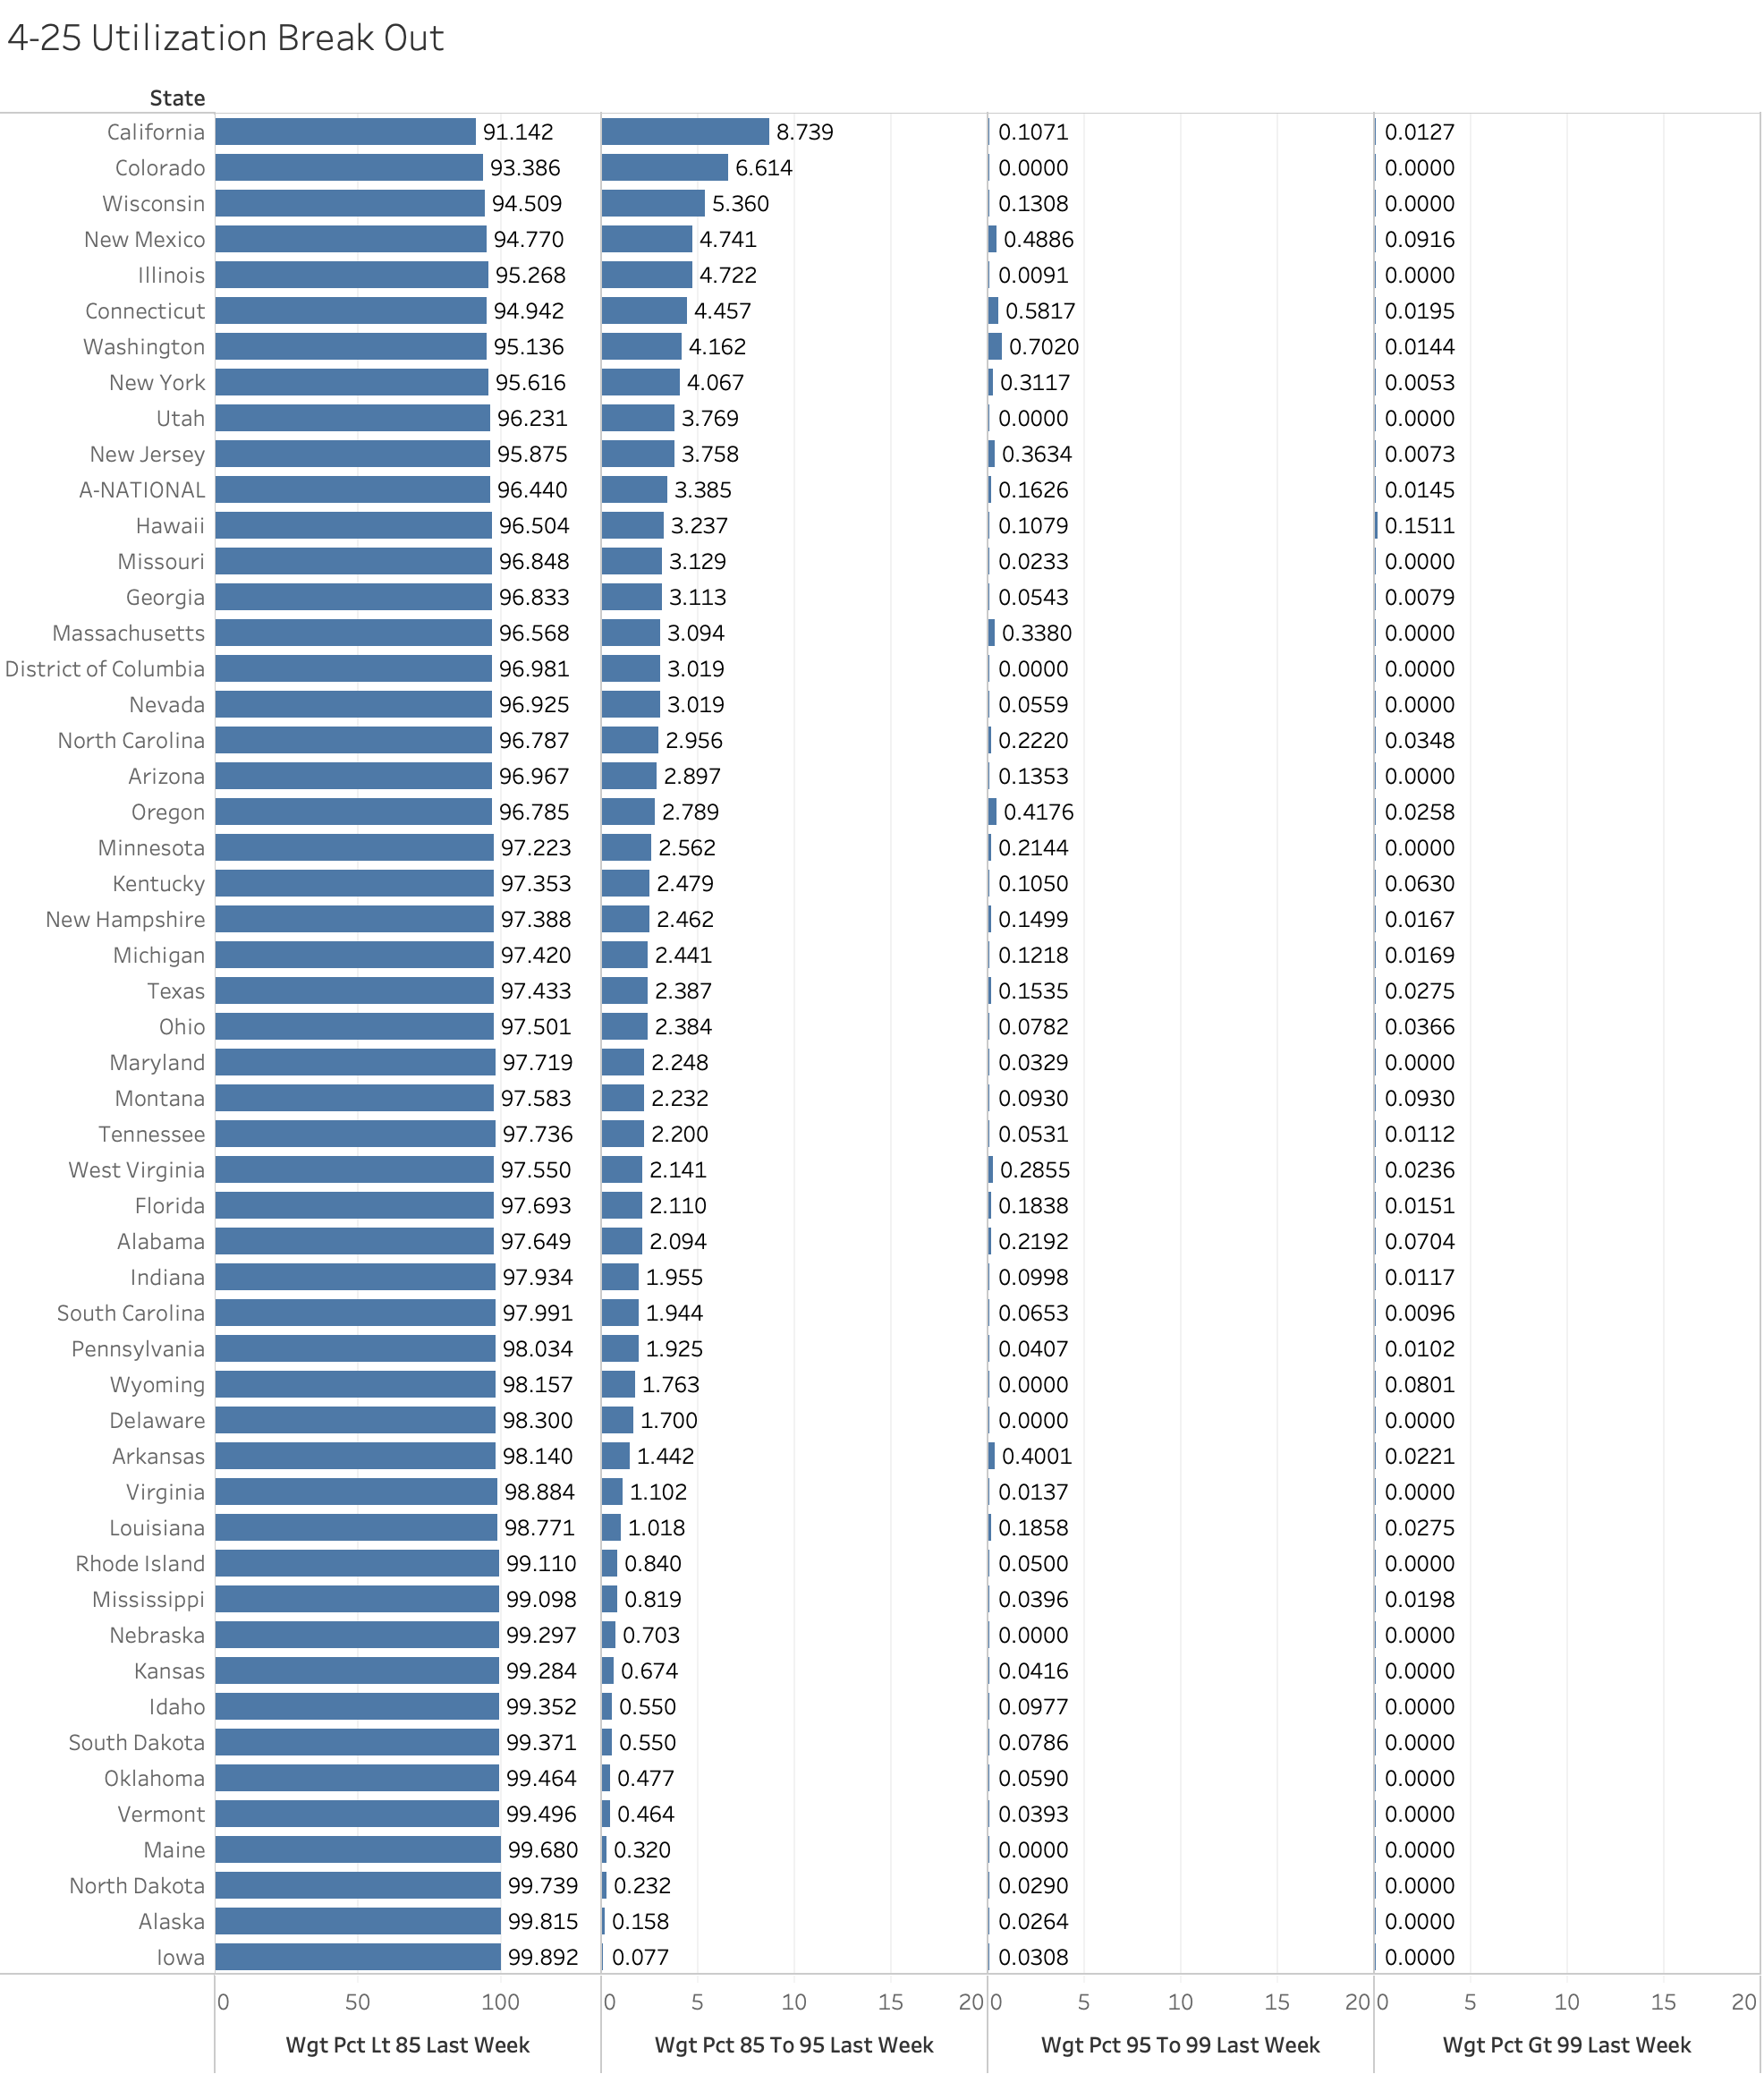 4-25 Utilization Break Out
State
California 91.142 8.739 0.1071 0.0127
Colorado 93.386 6.614 0.0000 0.0000
Wisconsin 94.509 5.360 0.1308 0.0000
New Mexico 94.770 4.741 0.4886 0.0916
Illinois 95.268 4.722 0.0091 0.0000
Connecticut 94.942 4.457 0.5817 0.0195
Washington 95.136 4.162 0.7020 0.0144
New York 95.616 4.067 0.3117 0.0053
Utah 96.231 3.769 0.0000 0.0000
New Jersey 95.875 3.758 0.3634 0.0073
A-NATIONAL 96.440 3.385 0.1626 0.0145
Hawaii 96.504 3.237 0.1079 0.1511
Missouri 96.848 3.129 0.0233 0.0000
Georgia 96.833 3.113 0.0543 0.0079
Massachusetts 96.568 3.094 0.3380 0.0000
District of Columbia 96.981 3.019 0.0000 0.0000
Nevada 96.925 3.019 0.0559 0.0000
North Carolina 96.787 2.956 0.2220 0.0348
Arizona 96.967 2.897 0.1353 0.0000
Oregon 96.785 2.789 0.4176 0.0258
Minnesota 97.223 2.562 0.2144 0.0000
Kentucky 97.353 2.479 0.1050 0.0630
New Hampshire 97.388 2.462 0.1499 0.0167
Michigan 97.420 2.441 0.1218 0.0169
Texas 97.433 2.387 0.1535 0.0275
Ohio 97.501 2.384 0.0782 0.0366
Maryland 97.719 2.248 0.0329 0.0000
Montana 97.583 2.232 0.0930 0.0930
Tennessee 97.736 2.200 0.0531 0.0112
West Virginia 97.550 2.141 0.2855 0.0236
Florida 97.693 2.110 0.1838 0.0151
Alabama 97.649 2.094 0.2192 0.0704
Indiana 97.934 1.955 0.0998 0.0117
South Carolina 97.991 1.944 0.0653 0.0096
Pennsylvania 98.034 1.925 0.0407 0.0102
Wyoming 98.157 1.763 0.0000 0.0801
Delaware 98.300 1.700 0.0000 0.0000
Arkansas 98.140 1.442 0.4001 0.0221
Virginia 98.884 1.102 0.0137 0.0000
Louisiana 98.771 1.018 0.1858 0.0275
Rhode Island 99.110 0.840 0.0500 0.0000
Mississippi 99.098 0.819 0.0396 0.0198
Nebraska 99.297 0.703 0.0000 0.0000
Kansas 99.284 0.674 0.0416 0.0000
Idaho 99.352 0.550 0.0977 0.0000
South Dakota 99.371 0.550 0.0786 0.0000
Oklahoma 99.464 0.477 0.0590 0.0000
Vermont 99.496 0.464 0.0393 0.0000
Maine 99.680 0.320 0.0000 0.0000
North Dakota 99.739 0.232 0.0290 0.0000
Alaska 99.815 0.158 0.0264 0.0000
Iowa 99.892 0.077 0.0308 0.0000
0 50 100 0 5 10 15 20 0 5 10 15 20 0 5 10 15 20
Wgt Pct Lt 85 Last Week Wgt Pct 85 To 95 Last Week Wgt Pct 95 To 99 Last Week Wgt Pct Gt 99 Last Week